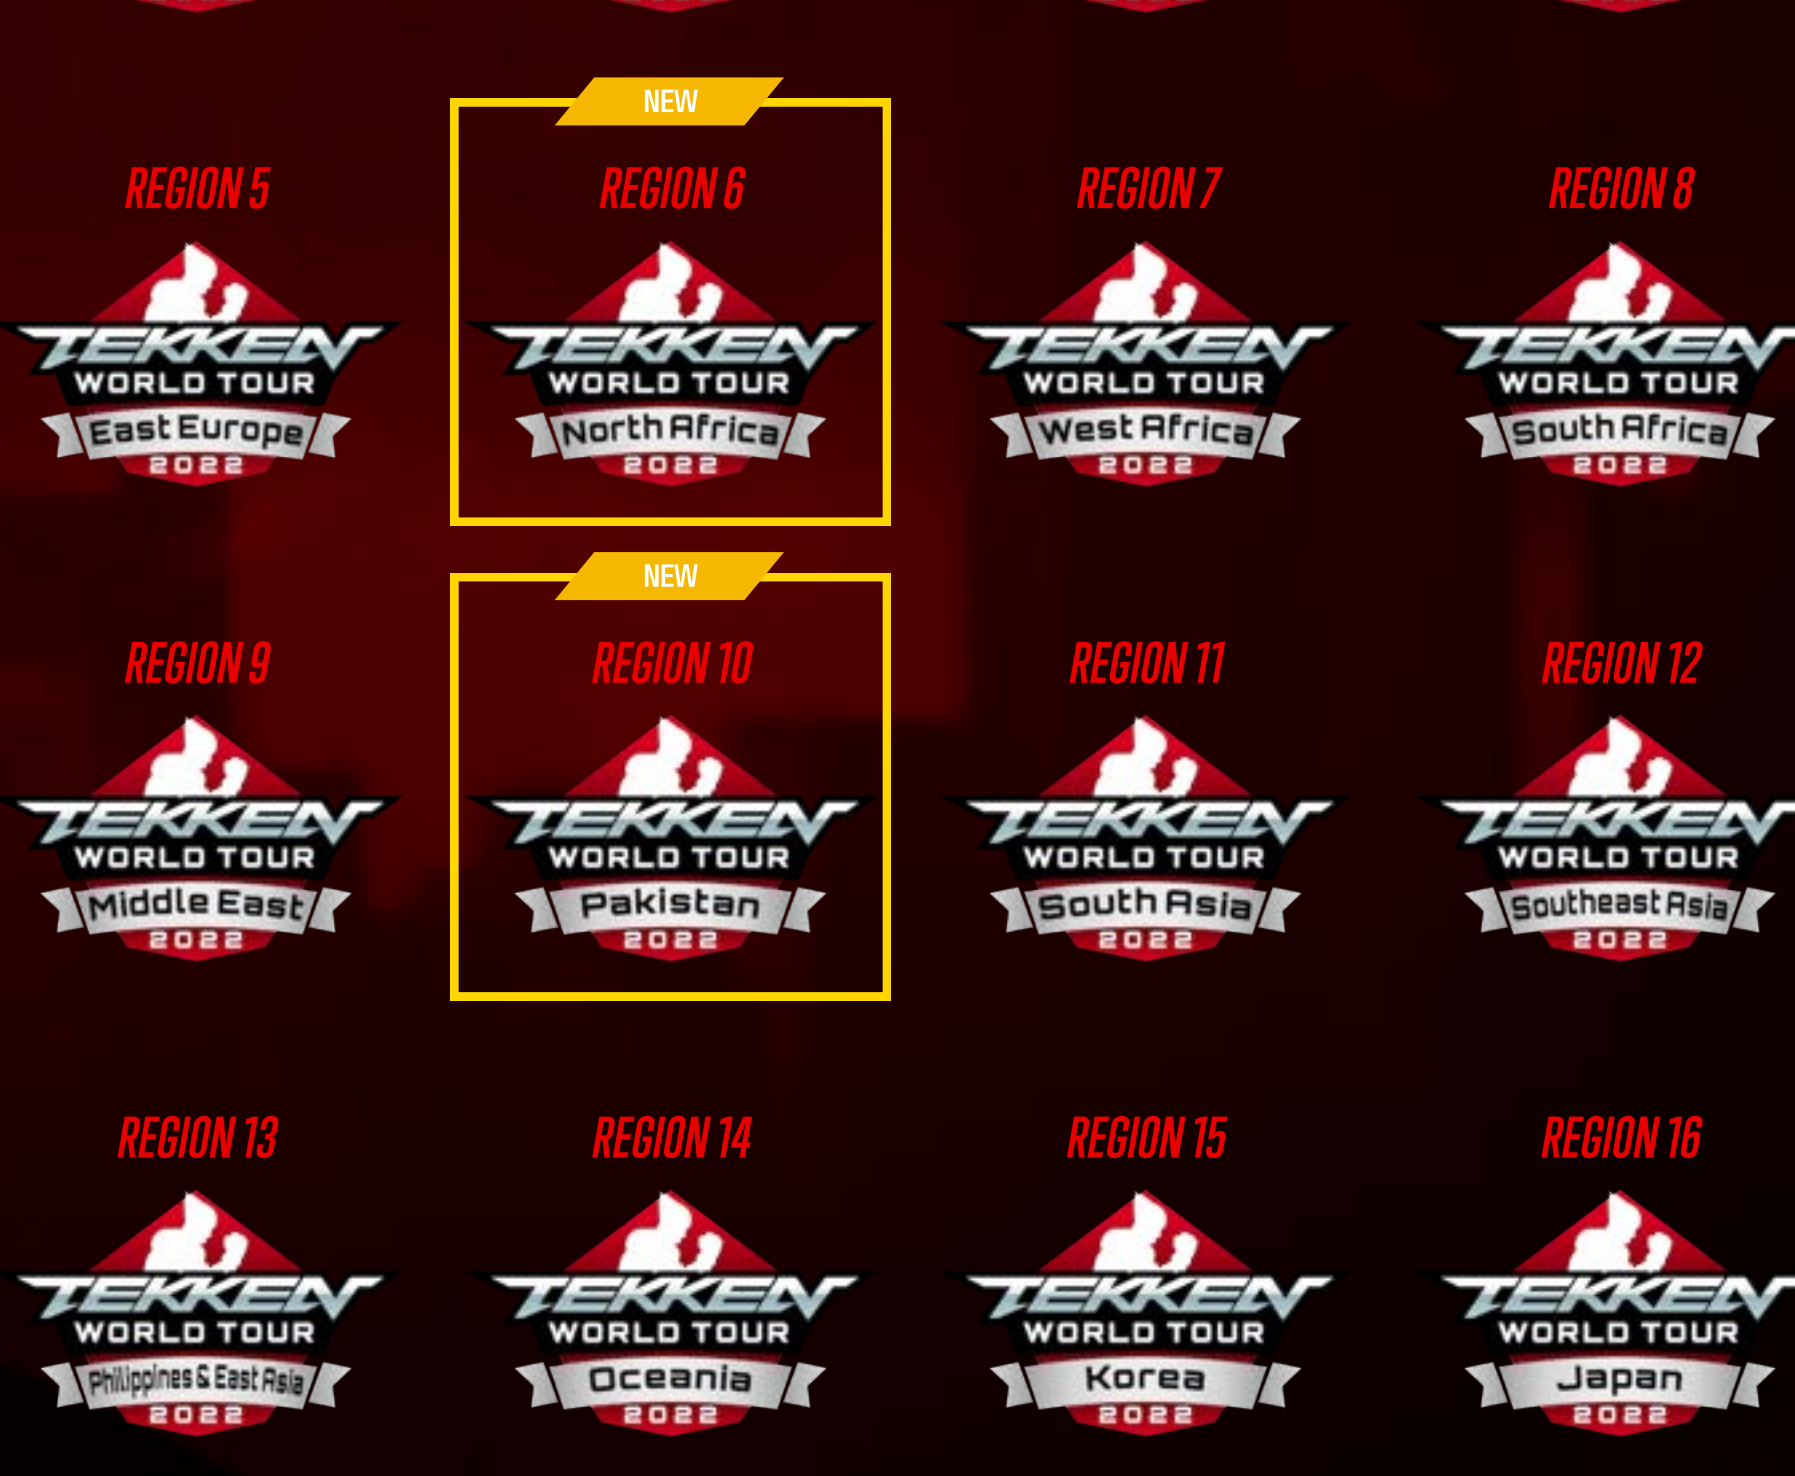 NEW
REGION 5
REGION 6
REGION 7
REGION 8
TEKKEN
WORLD TOUR
East Europe
2022
TEKKEN
WORLD TOUR
North Africa
2022
TEKKEN
WORLD TOUR
West Africa
2022
TEKKEN
WORLD TOUR
South Africa
2022
NEW
REGION 9
REGION 10
REGION 11
REGION 12
TEKKEN
WORLD TOUR
Middle East
2022
TEKKEN
WORLD TOUR
Pakistan
2022
TEKKEN
WORLD TOUR
South Asia
2022
TEKKEN
WORLD TOUR
Southeast Asia
2022
REGION 13
REGION 14
REGION 15
REGION 16
TEKKEN
WORLD TOUR
Philippines & East Asia
2022
TEKKEN
WORLD TOUR
Oceania
2022
TEKKEN
WORLD TOUR
Korea
2022
TEKKEN
WORLD TOUR
Japan
2022